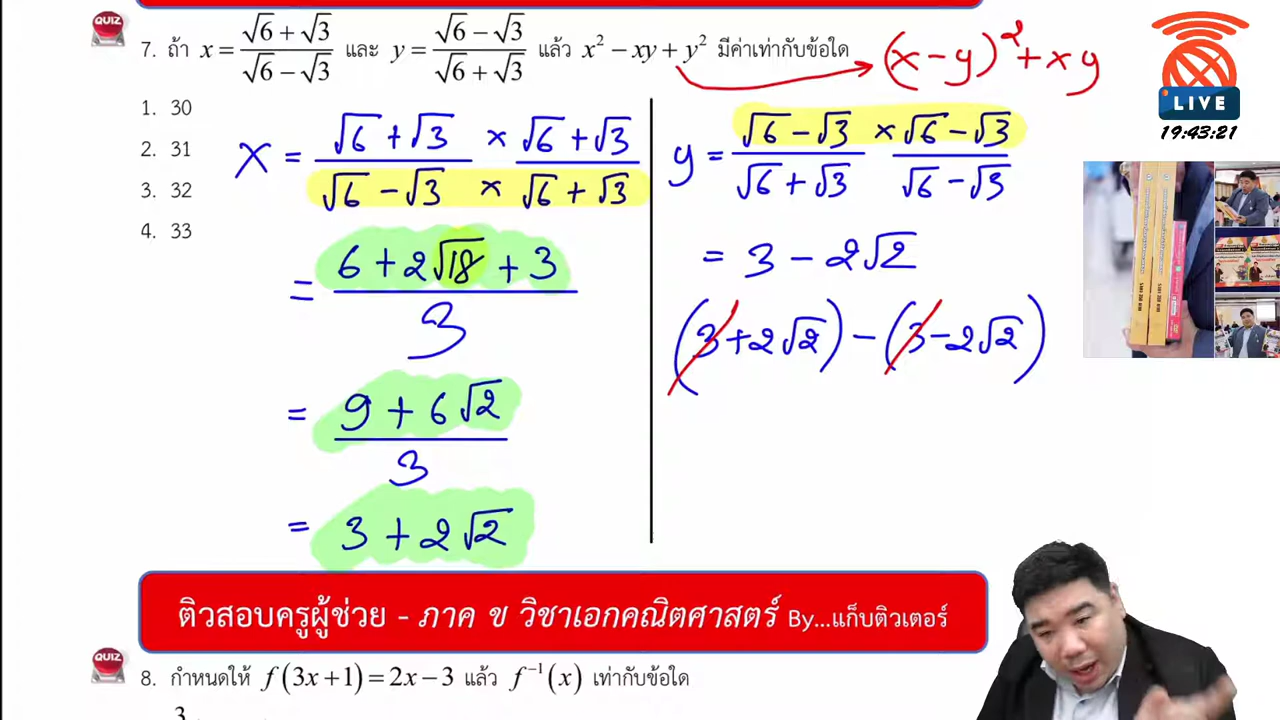 QUIZ
7. ถ้า x = (√6 + √3)/(√6 − √3) และ y = (√6 − √3)/(√6 + √3) แล้ว x² − xy + y² มีค่าเท่ากับข้อใด
(x − y)² + xy
1. 30
2. 31
3. 32
4. 33
x = (√6 + √3 × √6 + √3)/(√6 − √3 × √6 + √3)
= (6 + 2√18 + 3)/3
= (9 + 6√2)/3
= 3 + 2√2
y = (√6 − √3 × √6 − √3)/(√6 + √3 √6 − √3)
= 3 − 2√2
(3 + 2√2) − (3 − 2√2)
LIVE
19:43:21
ติวสอบครูผู้ช่วย - ภาค ข วิชาเอกคณิตศาสตร์ By...แก็บติวเตอร์
QUIZ
8. กำหนดให้ f(3x + 1) = 2x − 3 แล้ว f⁻¹(x) เท่ากับข้อใด
3